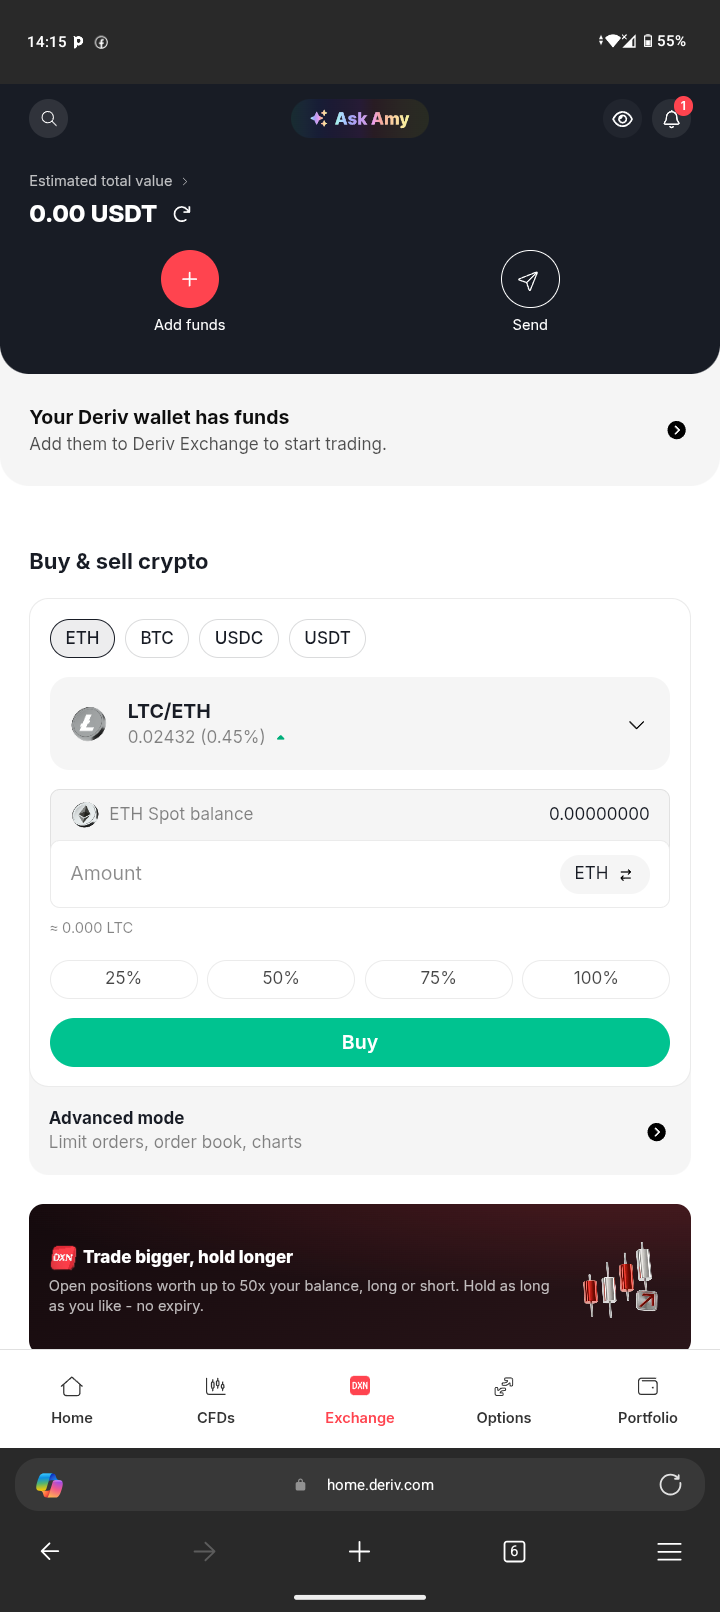 14:15
55%
Ask Amy
1
Estimated total value
0.00 USDT
Add funds
Send
Your Deriv wallet has funds
Add them to Deriv Exchange to start trading.
Buy & sell crypto
ETH
BTC
USDC
USDT
LTC/ETH
0.02432 (0.45%)
ETH Spot balance
0.00000000
Amount
ETH
≈ 0.000 LTC
25%
50%
75%
100%
Buy
Advanced mode
Limit orders, order book, charts
DXN
Trade bigger, hold longer
Open positions worth up to 50x your balance, long or short. Hold as long
as you like - no expiry.
DXN
Home
CFDs
Exchange
Options
Portfolio
home.deriv.com
6